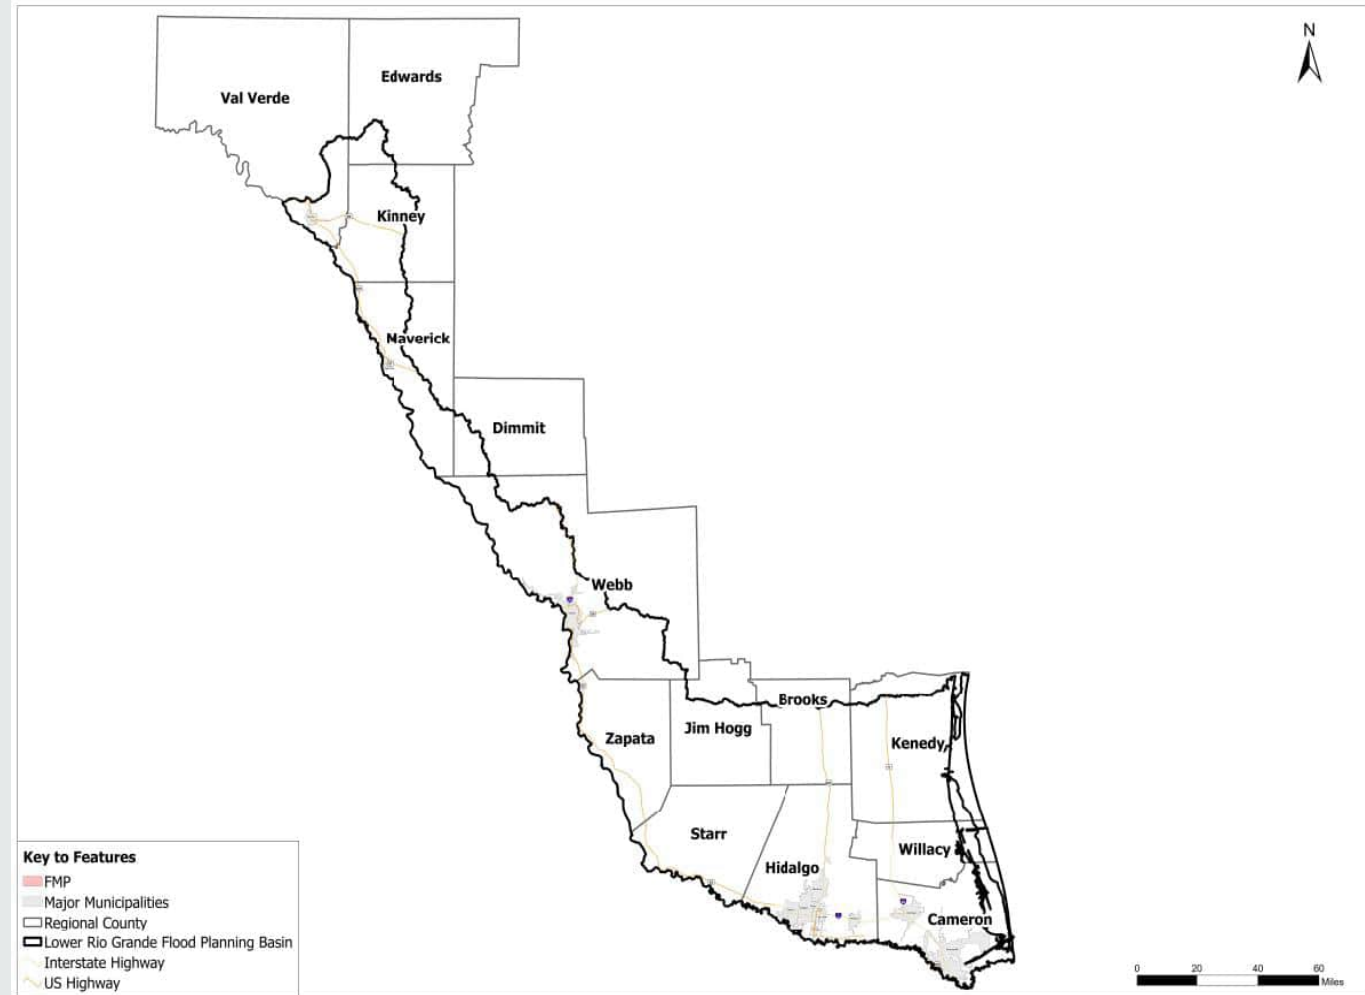 N
Edwards
Val Verde
Kinney
Maverick
Dimmit
Webb
Brooks
Jim Hogg
Zapata
Kenedy
Starr
Willacy
Hidalgo
Cameron
Key to Features
FMP
Major Municipalities
Regional County
Lower Rio Grande Flood Planning Basin
Interstate Highway
US Highway
0 20 40 60
Miles